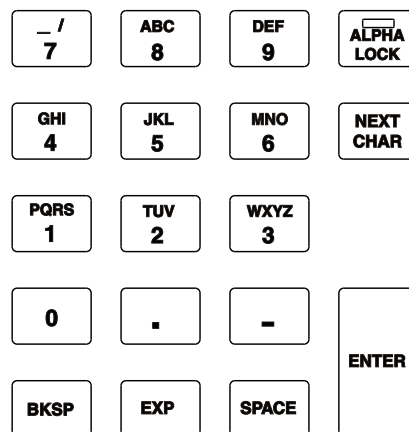 _ /
7
ABC
8
DEF
9
ALPHA
LOCK
GHI
4
JKL
5
MNO
6
NEXT
CHAR
PQRS
1
TUV
2
WXYZ
3
0
.
-
ENTER
BKSP
EXP
SPACE